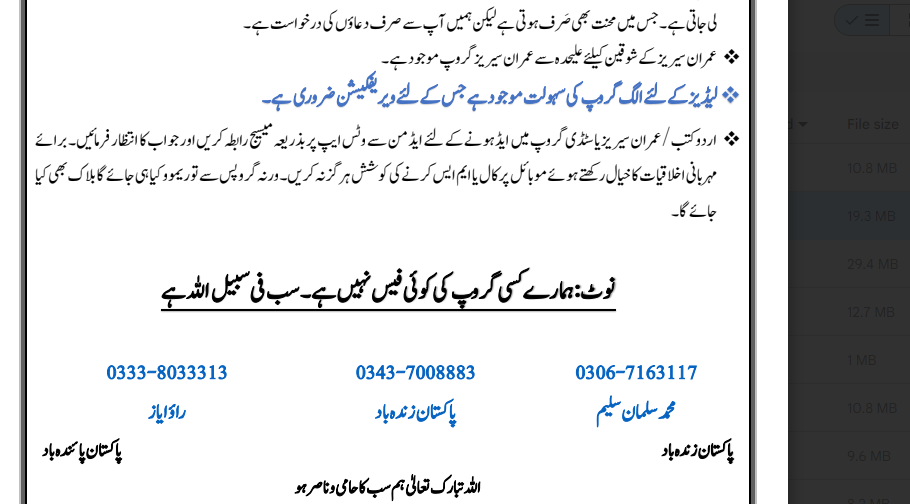 لی جاتی ہے۔ جس میں محنت بھی صَرف ہوتی ہے لیکن ہمیں آپ سے صرف دعاؤں کی درخواست ہے۔
❖ عمران سیریز کے شوقین کیلئے علیحدہ سے عمران سیریز گروپ موجود ہے۔
❖ لیڈیز کے لئے الگ گروپ کی سہولت موجود ہے جس کے لئے ویریفکیشن ضروری ہے۔
❖ اردو کتب / عمران سیریز یا سٹڈی گروپ میں ایڈ ہونے کے لئے ایڈمن سے وٹس ایپ پر بذریعہ میسج رابطہ کریں اور جواب کا انتظار فرمائیں۔ برائے
مہربانی اخلاقیات کا خیال رکھتے ہوئے موبائل پر کال یا ایم ایس کرنے کی کوشش ہرگز نہ کریں۔ ورنہ گروپس سے تو ریموو کیا ہی جائے گا بلاک بھی کیا
جائے گا۔
نوٹ: ہمارے کسی گروپ کی کوئی فیس نہیں ہے۔ سب فی سبیل اللہ ہے
0306-7163117 0343-7008883 0333-8033313
محمد سلمان سلیم پاکستان زندہ باد راؤ ایاز
پاکستان زندہ باد پاکستان پائندہ باد
اللہ تبارک تعالیٰ ہم سب کا حامی و ناصر ہو
File size
10.8 MB
19.3 MB
29.4 MB
12.7 MB
1 MB
10.8 MB
9.6 MB